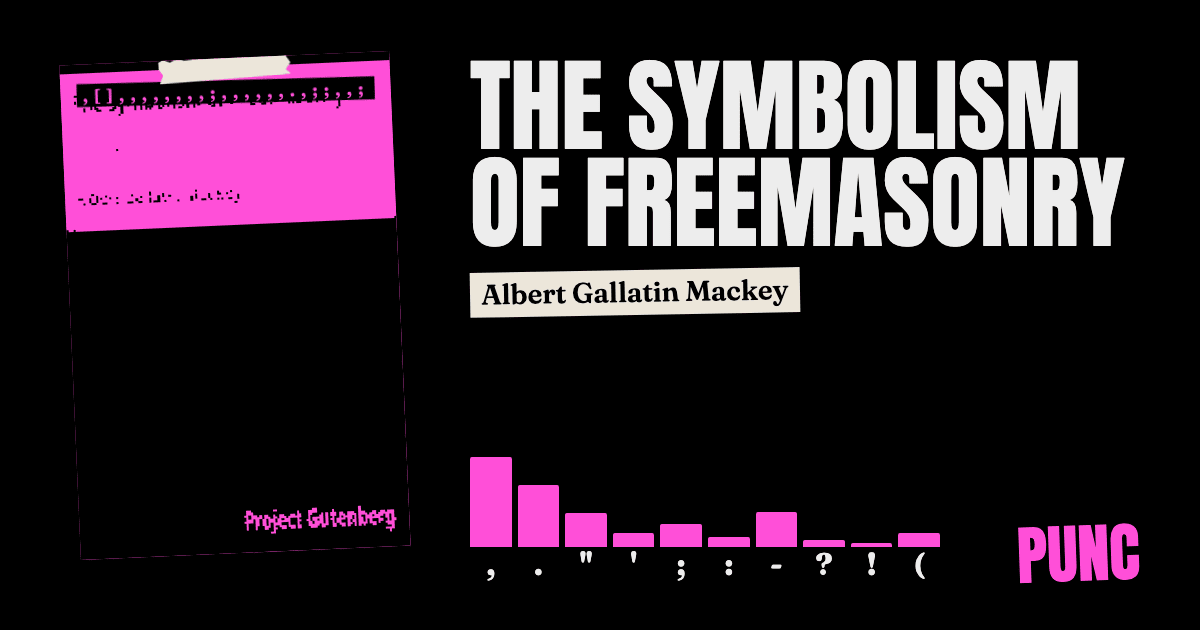 ,[],,,,,,,,;,,,,,,.,;;,,;
Project Gutenberg
THE SYMBOLISM
OF FREEMASONRY
Albert Gallatin Mackey
, . " ' ; : - ? ! (
PUNC